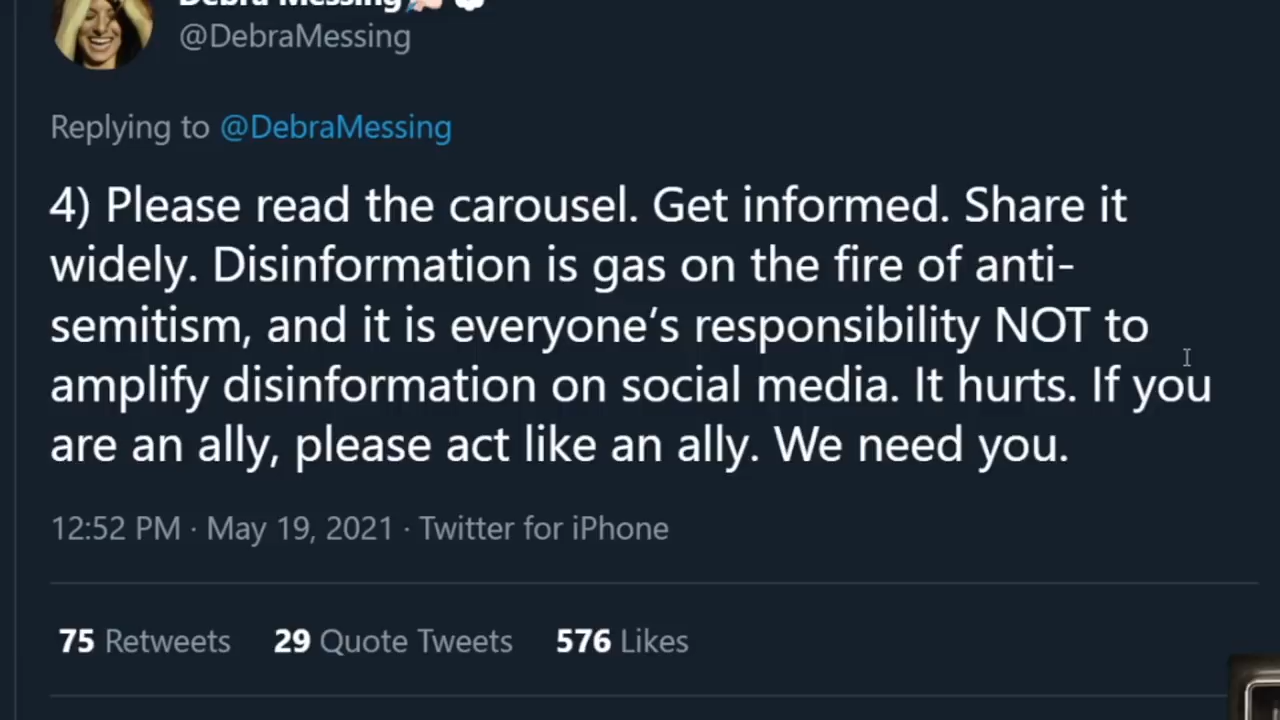 Debra Messing
@DebraMessing
Replying to @DebraMessing
4) Please read the carousel. Get informed. Share it
widely. Disinformation is gas on the fire of anti-
semitism, and it is everyone’s responsibility NOT to
amplify disinformation on social media. It hurts. If you
are an ally, please act like an ally. We need you.
12:52 PM · May 19, 2021 · Twitter for iPhone
75 Retweets 29 Quote Tweets 576 Likes